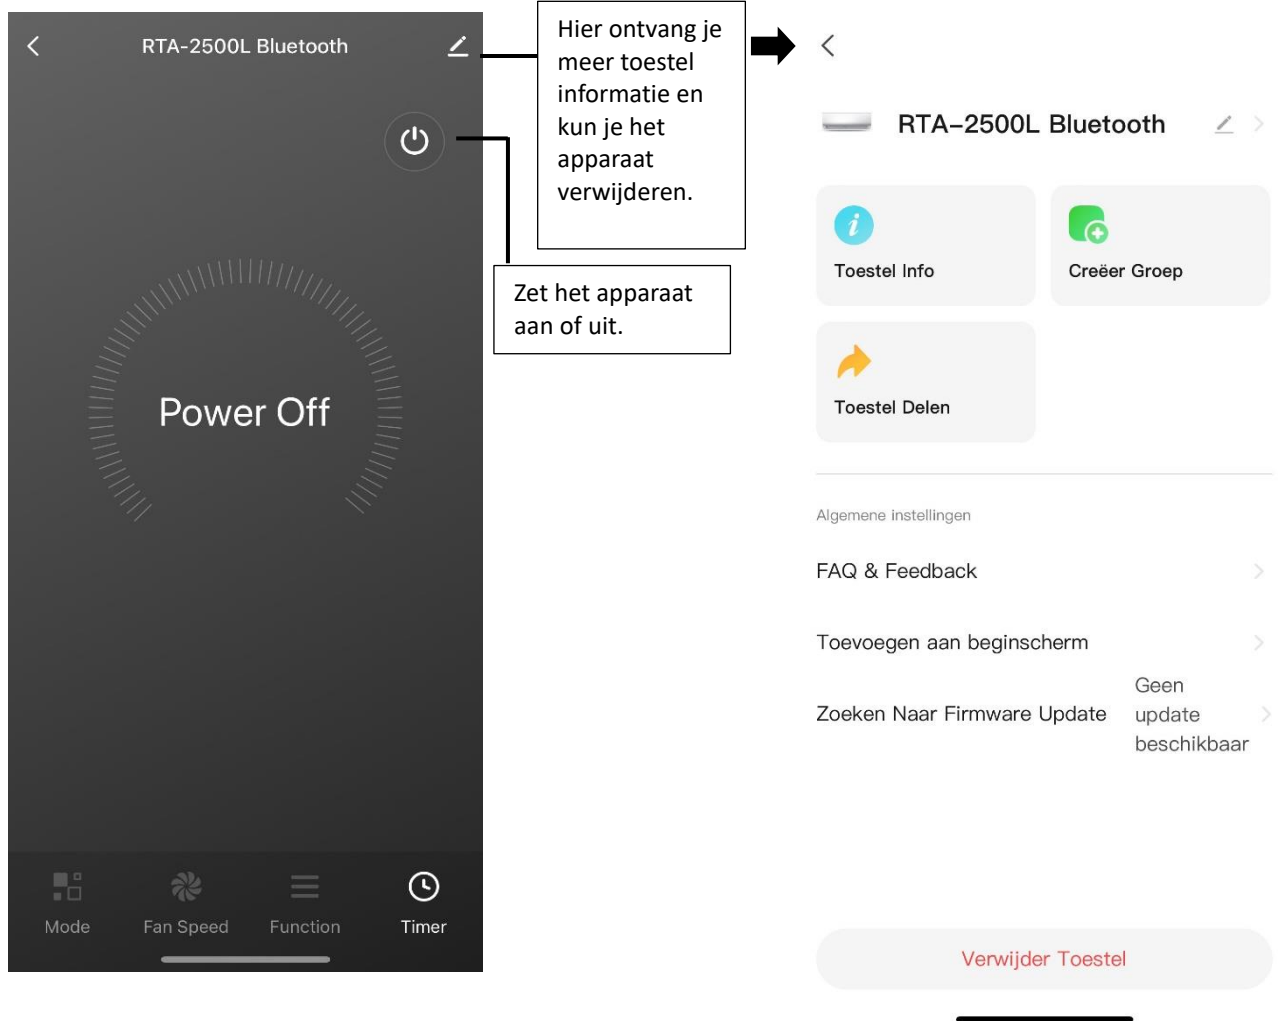 RTA-2500L Bluetooth
Power Off
Mode
Fan Speed
Function
Timer
Hier ontvang je
meer toestel
informatie en
kun je het
apparaat
verwijderen.
Zet het apparaat
aan of uit.
RTA-2500L Bluetooth
Toestel Info
Creëer Groep
Toestel Delen
Algemene instellingen
FAQ & Feedback
Toevoegen aan beginscherm
Zoeken Naar Firmware Update
Geen
update
beschikbaar
Verwijder Toestel